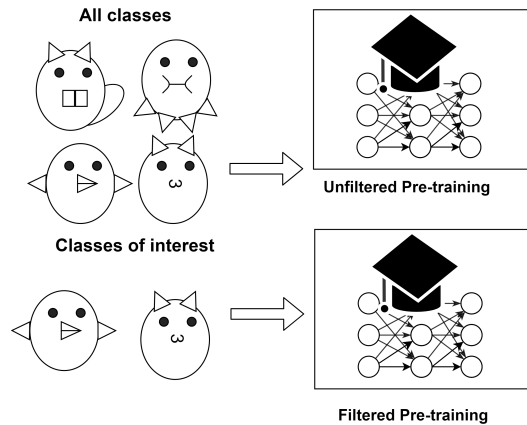 All classes
Unfiltered Pre-training
Classes of interest
Filtered Pre-training